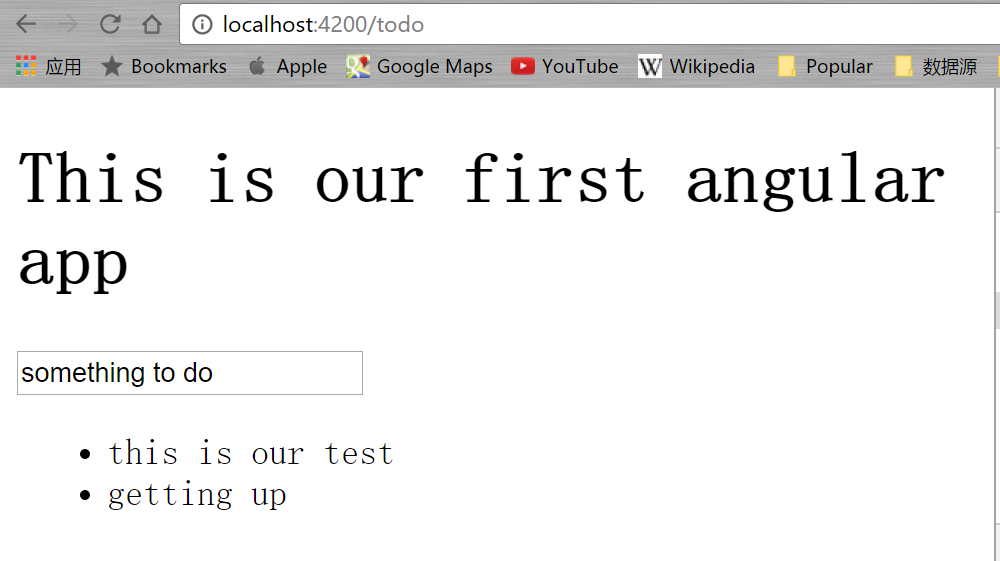 localhost:4200/todo
应用 Bookmarks Apple Google Maps YouTube W Wikipedia Popular 数据源
This is our first angular
app
something to do
this is our test
getting up